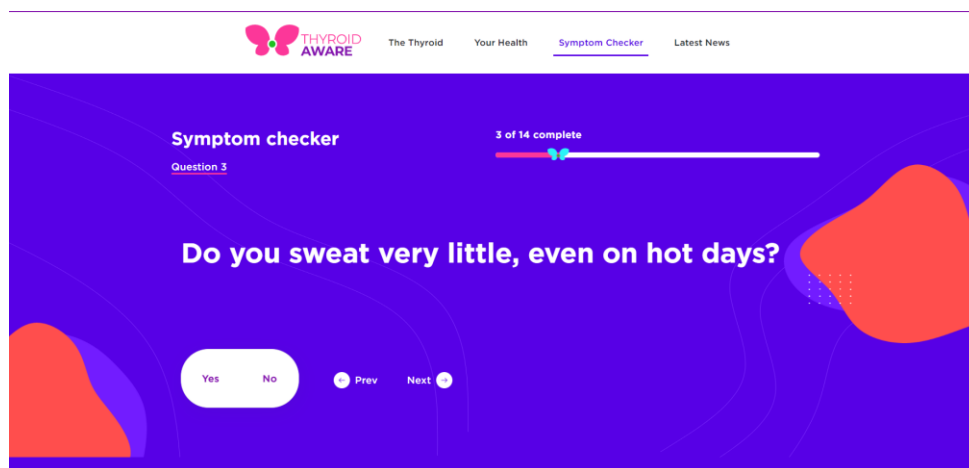 THYROID
AWARE
The Thyroid
Your Health
Symptom Checker
Latest News
Symptom checker
3 of 14 complete
Question 3
Do you sweat very little, even on hot days?
Yes
No
Prev
Next